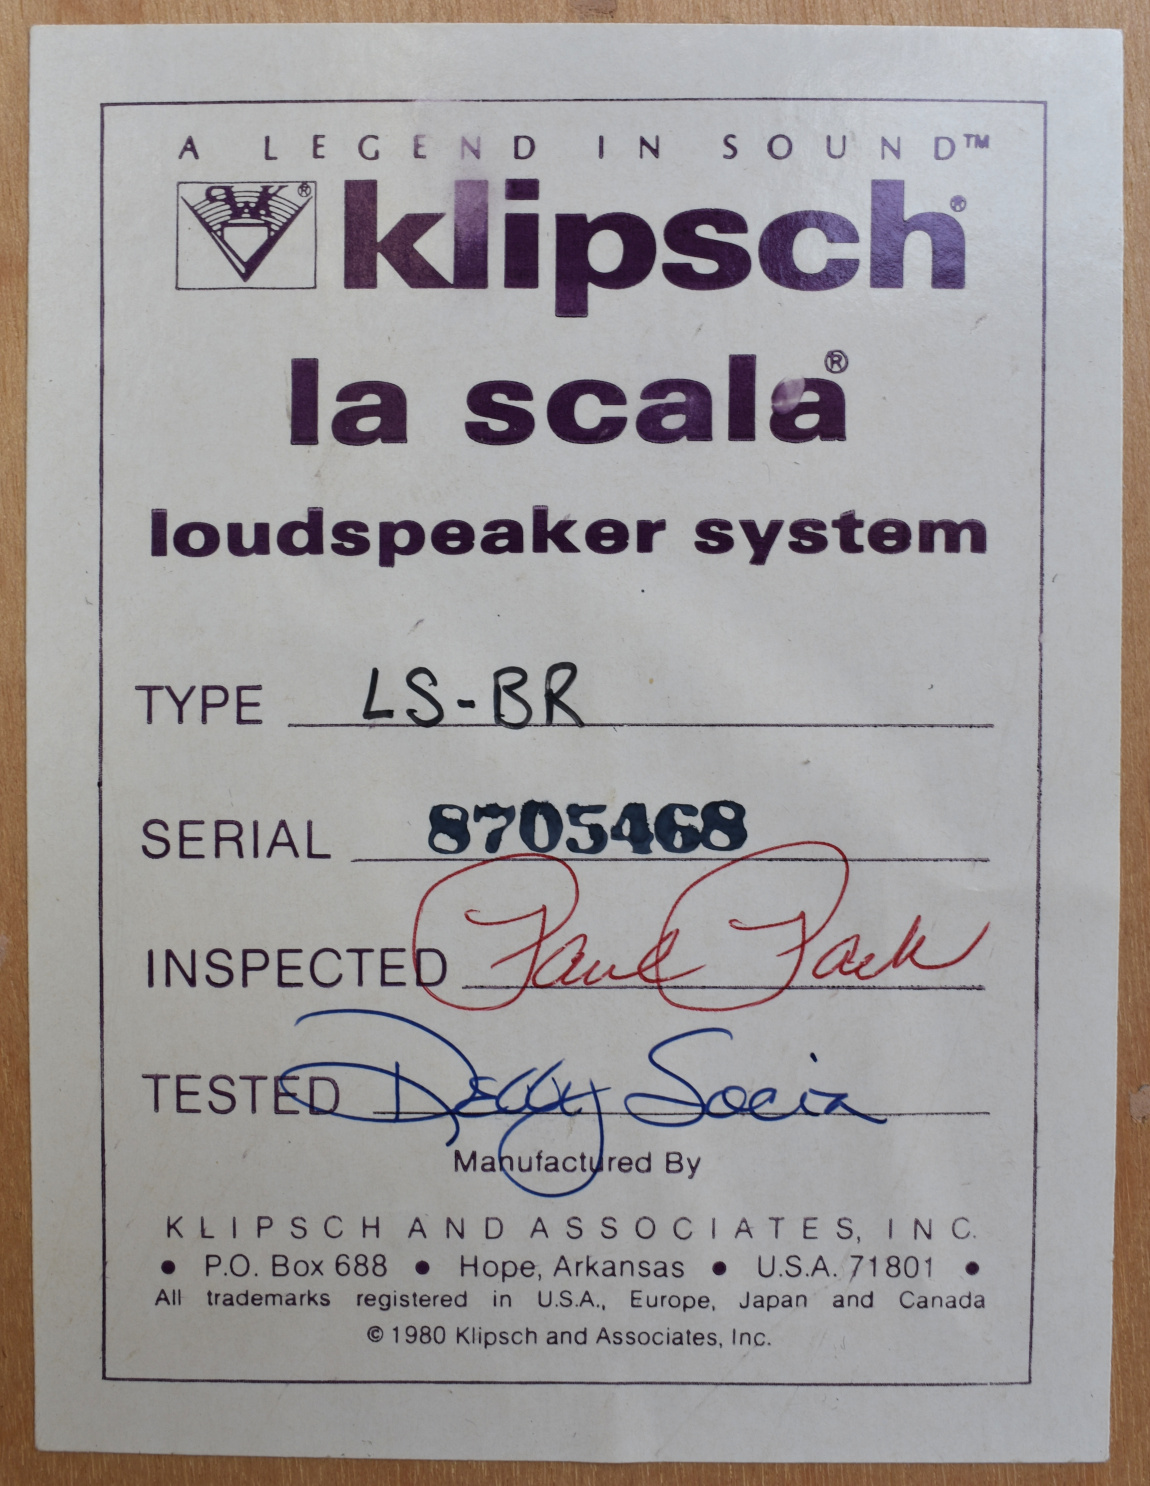 A LEGEND IN SOUND™
PWK® klipsch®
la scala®
loudspeaker system
TYPE LS-BR
SERIAL 8705468
INSPECTED
TESTED Socia
Manufactured By
KLIPSCH AND ASSOCIATES, INC.
• P.O. Box 688 • Hope, Arkansas • U.S.A. 71801 •
All trademarks registered in U.S.A., Europe, Japan and Canada
© 1980 Klipsch and Associates, Inc.